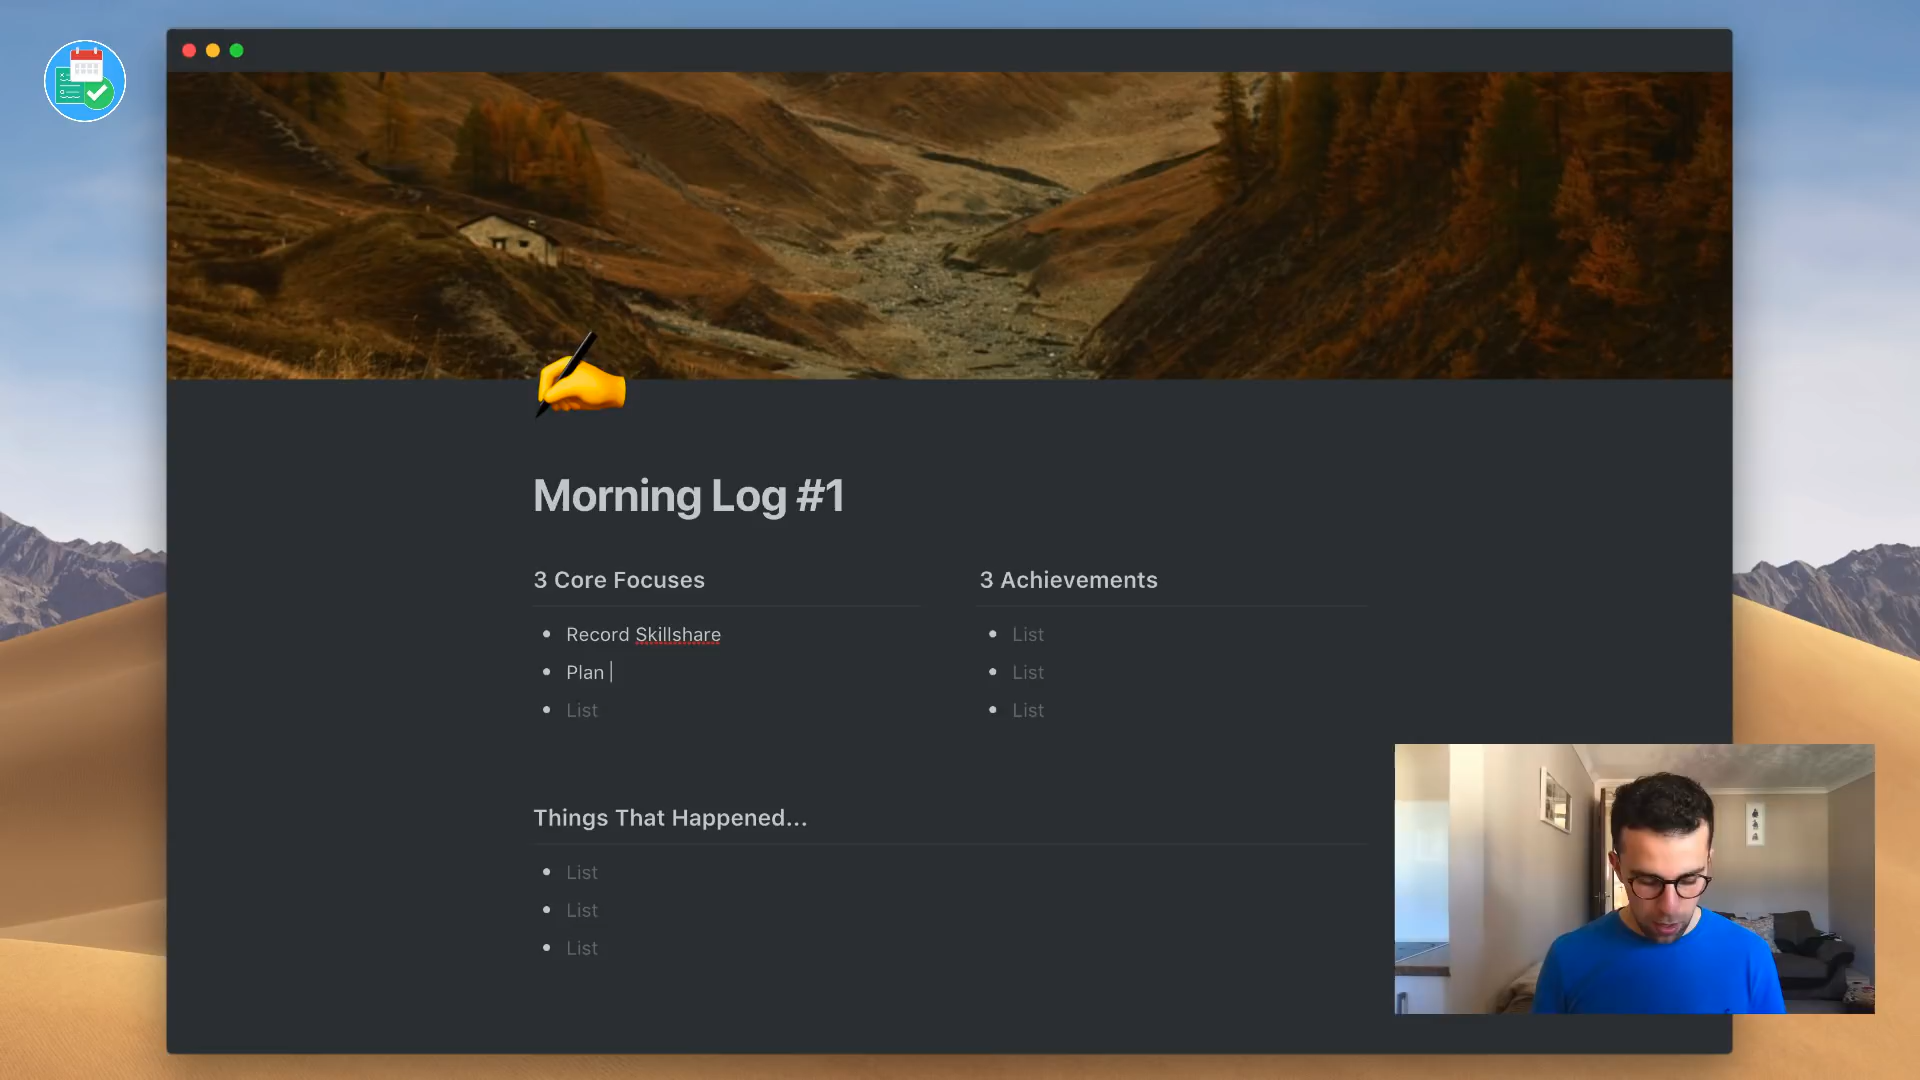 Morning Log #1
3 Core Focuses
Record Skillshare
Plan
List
3 Achievements
List
List
List
Things That Happened...
List
List
List